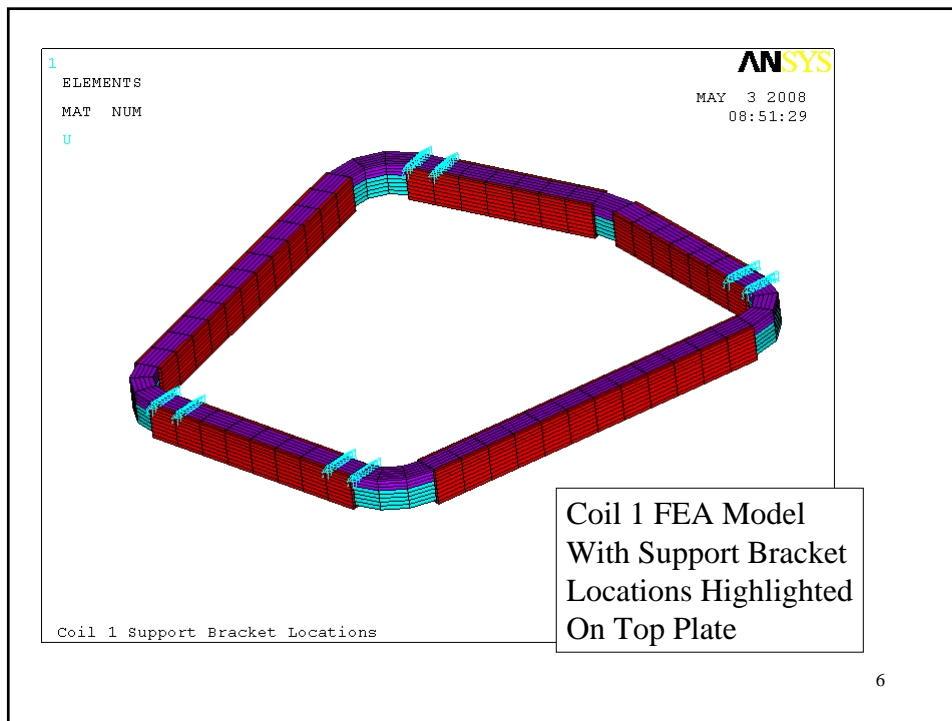 1
ELEMENTS
MAT NUM
U
ANSYS
MAY 3 2008
08:51:29
Coil 1 FEA Model
With Support Bracket
Locations Highlighted
On Top Plate
Coil 1 Support Bracket Locations
6